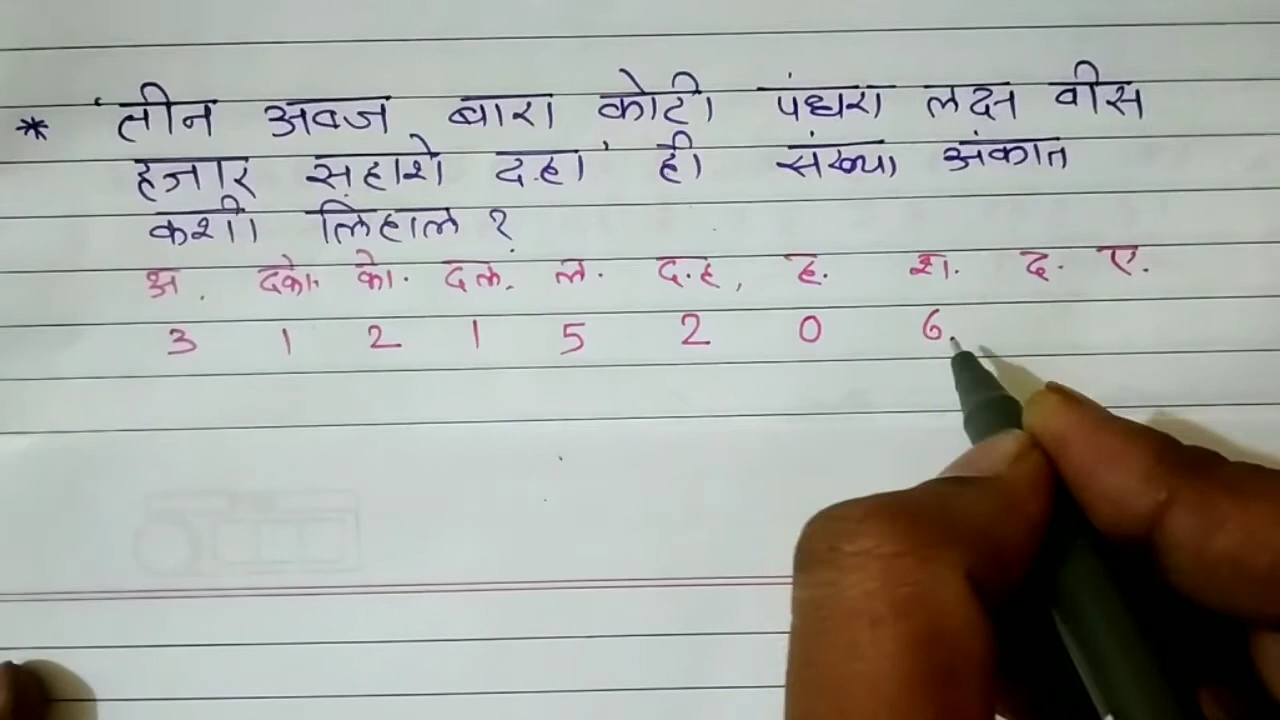 * 'तीन अब्ज बारा कोटी पंधरा लक्ष वीस
हजार सहाशे दहा' ही संख्या अंकात
कशी लिहाल?
अ. दको. को. दल. ल. द.ह. ह. श. द. ए.
3 1 2 1 5 2 0 6